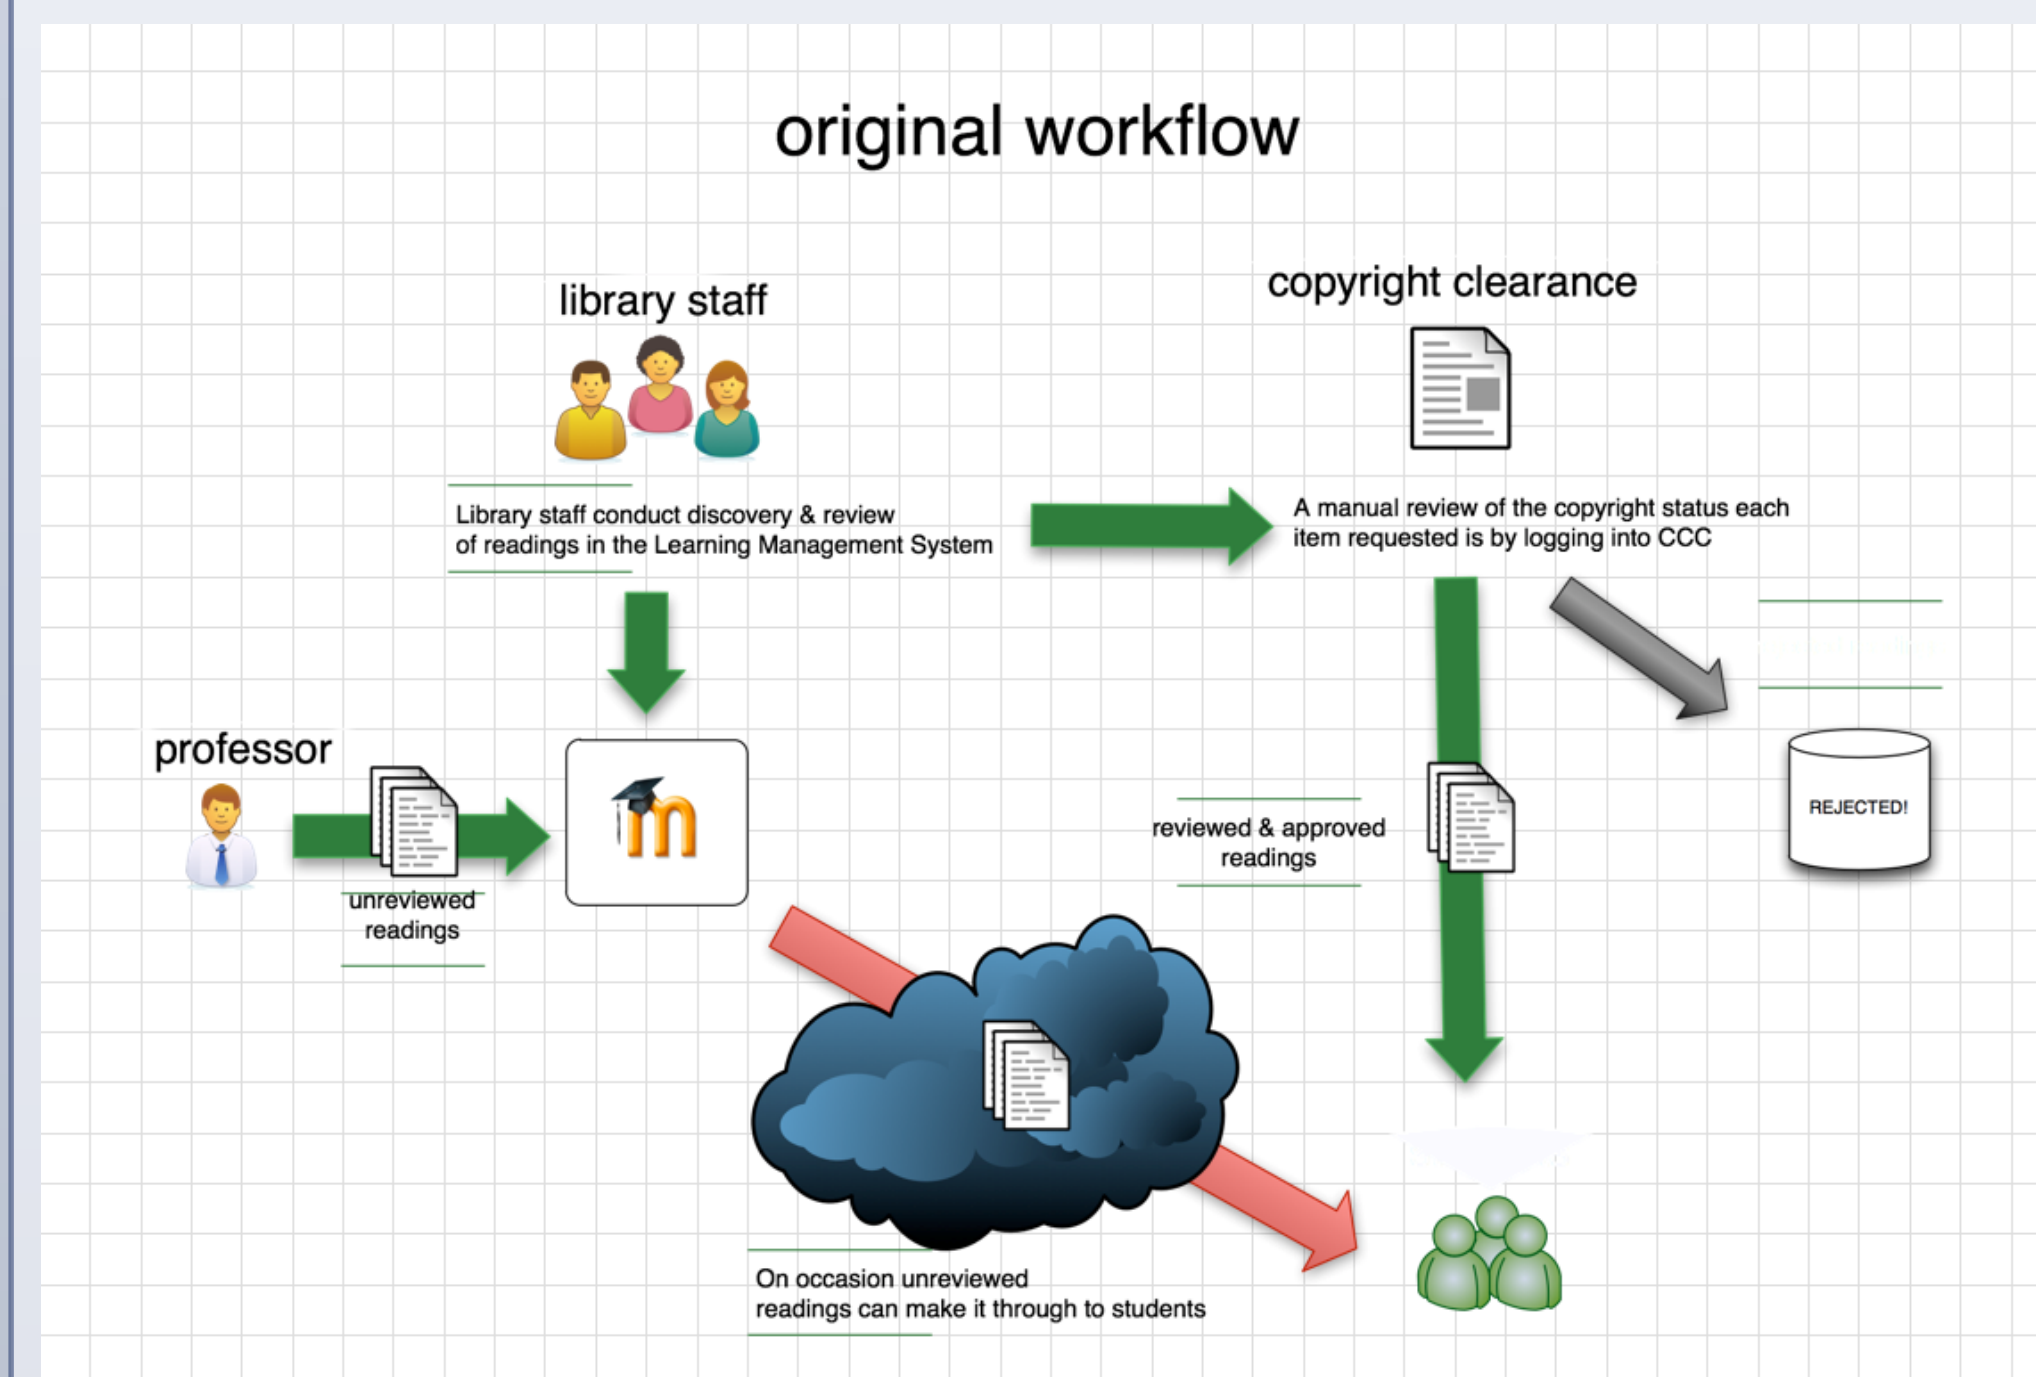 original workflow
library staff
copyright clearance
Library staff conduct discovery & review
of readings in the Learning Management System
A manual review of the copyright status each
item requested is by logging into CCC
professor
unreviewed
readings
m
reviewed & approved
readings
REJECTED!
On occasion unreviewed
readings can make it through to students